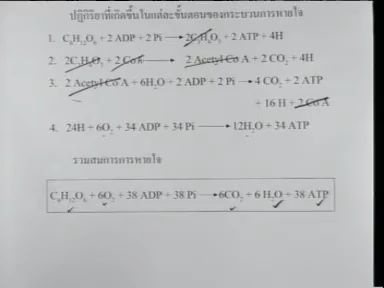 ปฏิกิริยาที่เกิดขึ้นในแต่ละขั้นตอนของกระบวนการหายใจ
1. C₆H₁₂O₆ + 2 ADP + 2 Pi → 2C₃H₄O₃ + 2 ATP + 4H
2. 2C₃H₄O₃ + 2 Co A → 2 Acetyl Co A + 2 CO₂ + 4H
3. 2 Acetyl Co A + 6H₂O + 2 ADP + 2 Pi → 4 CO₂ + 2 ATP
+ 16 H + 2 Co A
4. 24H + 6O₂ + 34 ADP + 34 Pi → 12H₂O + 34 ATP
รวมสมการการหายใจ
C₆H₁₂O₆ + 6O₂ + 38 ADP + 38 Pi → 6CO₂ + 6 H₂O + 38 ATP